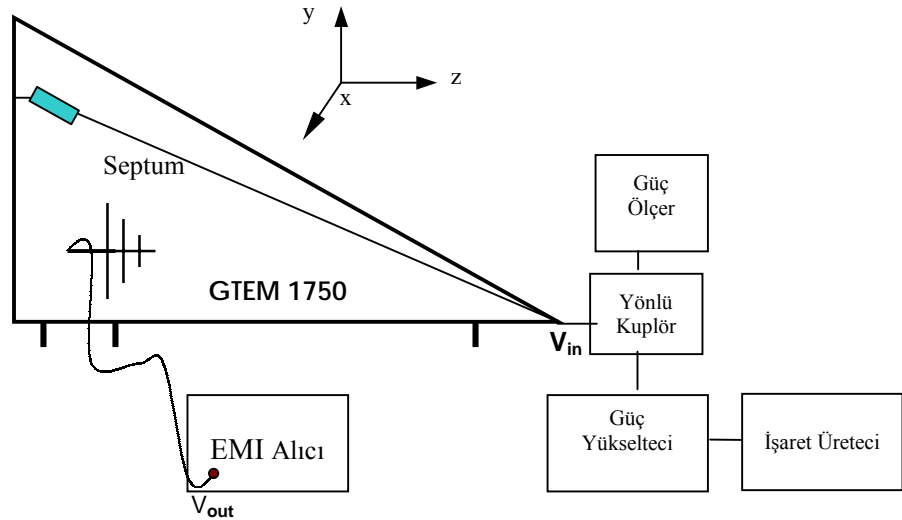 y
z
x
Septum
Güç
Ölçer
GTEM 1750
Yönlü
Kuplör
Vin
Güç
Yükselteci
İşaret Üreteci
EMI Alıcı
Vout